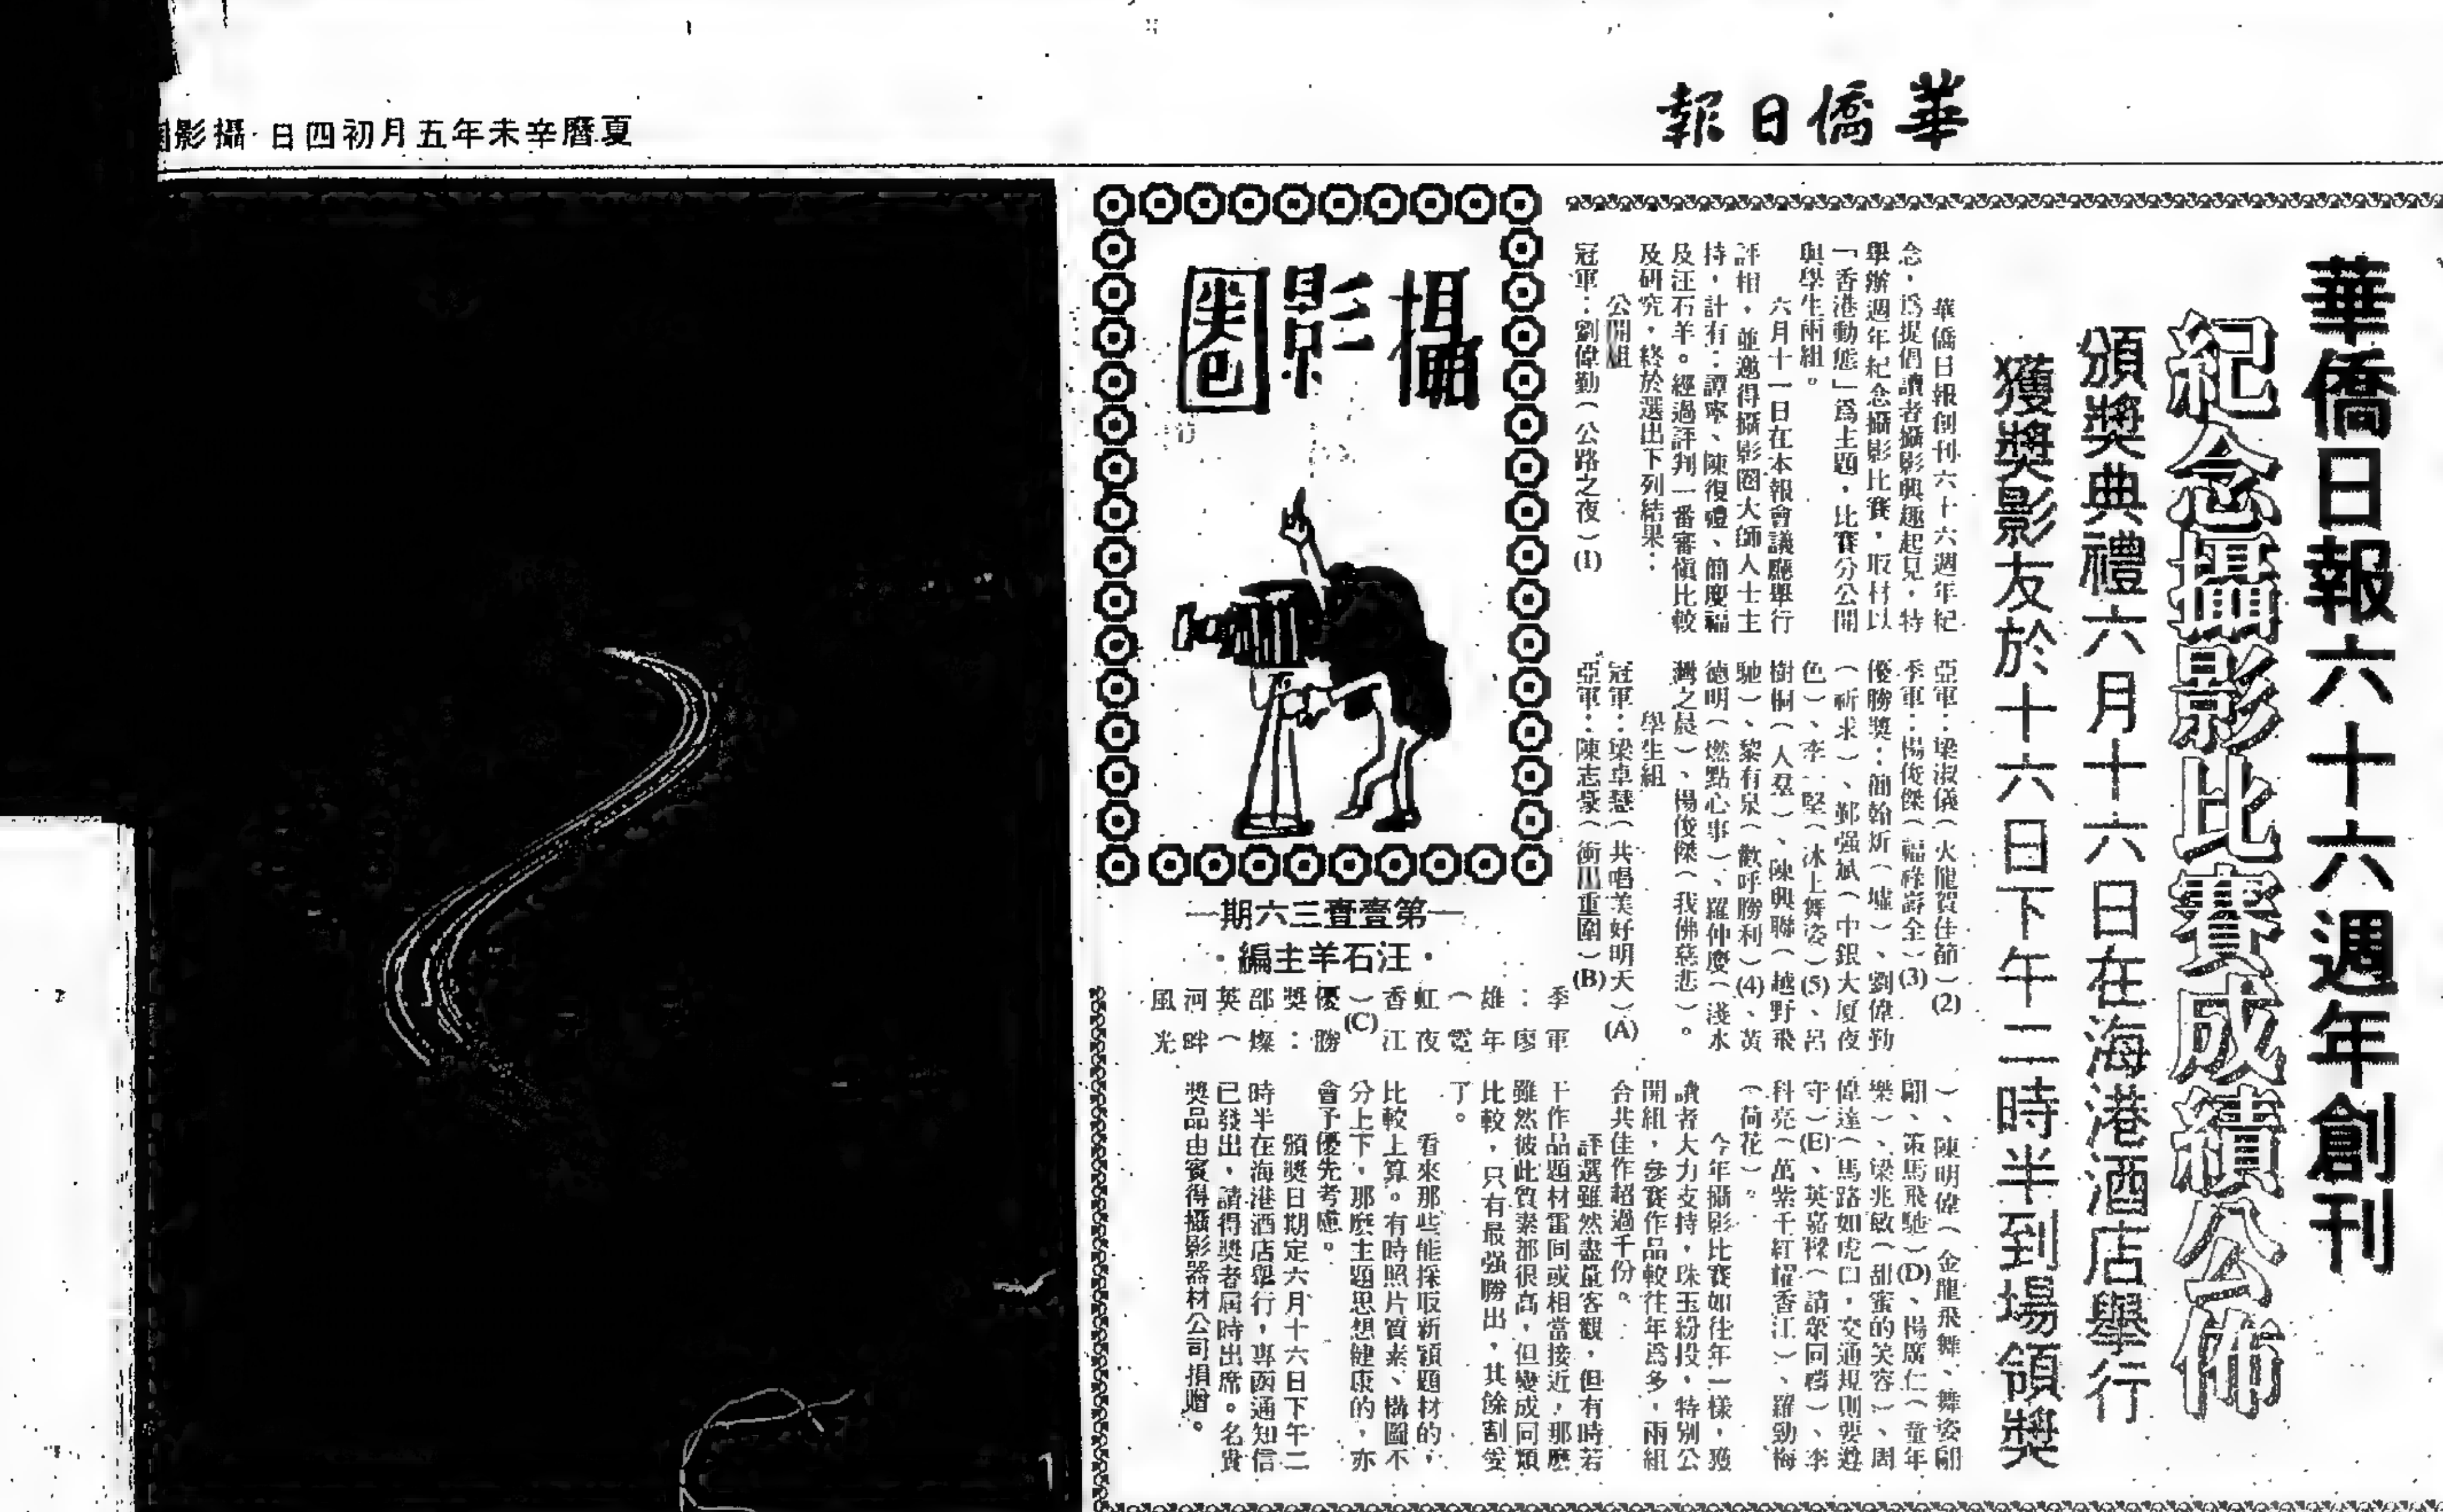 華僑日報
夏曆辛未年五月初四日·攝影
華僑日報六十六週年創刊
紀念攝影比賽成績公佈
頒獎典禮六月十六日在海港酒店舉行
獲獎影友於十六日下午二時半到場領獎
華僑日報創刊六十六週年紀
念，爲提倡讀者攝影興趣起見，特
舉辦週年紀念攝影比賽，取材以
「香港動態」爲主題，比賽分公開
與學生兩組。
六月十一日在本報會議廳舉行
評相，並邀得攝影圈大師人士主
持，計有：譚寧、陳復禮、簡慶福
及汪石羊。經過評判一番審愼比較
及研究，終於選出下列結果：
公開組
冠軍：劉偉勤（公路之夜）(1)
亞軍：梁淑儀（火龍賀佳節）(2)
季軍：楊俊傑（福祿壽全）(3)
優勝獎：簡翰炘（墟）、劉偉勤
（祈求）、鄭强斌（中銀大廈夜
色）、李一堅（冰上舞姿）(5)、呂
樹桐（人羣）、陳興聯（越野飛
馳）、黎有泉（歡呼勝利）(4)、黃
德明（燃點心事）、羅仲慶（淺水
灣之晨）、楊俊傑（我佛慈悲）。
學生組
冠軍：梁卓慧（共唱美好明天）(A)
亞軍：陳志豪（衝出重圍）(B)
季軍
：廖
雄年
（霓
虹夜
香江
）(C)
優勝
獎：
邵燦
英（
河畔
風光
）、陳明偉（金龍飛舞、舞姿翩
翩、策馬飛馳）(D)、楊廣仁（童年
樂）、梁兆敏（甜蜜的笑容）、周
偉達（馬路如虎口，交通規則要遵
守）(E)、英嘉樑（請衆同樽）、李
科亮（萬紫千紅耀香江）、羅勁梅
（荷花）。
今年攝影比賽如往年一樣，獲
讀者大力支持，珠玉紛投，特別公
開組，參賽作品較往年爲多，兩組
合共佳作超過千份。
評選雖然盡量客觀，但有時若
干作品題材雷同或相當接近，那麽
雖然彼此質素都很高，但變成同類
比較，只有最强勝出，其餘割愛
了。
看來那些能採取新穎題材的，
比較上算。有時照片質素、構圖不
分上下，那麽主題思想健康的，亦
會予優先考慮。
頒獎日期定六月十六日下午二
時半在海港酒店舉行，專函通知信
已發出，請得獎者屆時出席。名貴
獎品由賓得攝影器材公司捐贈。
攝影圈
—第壹壹三六期—
·汪石羊主編·